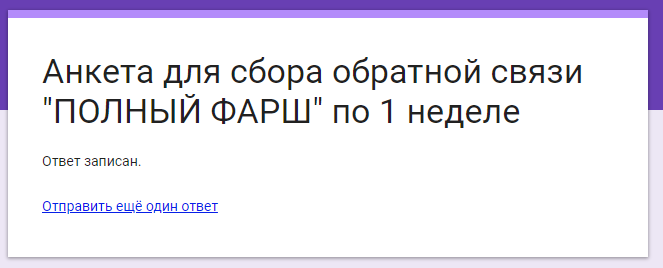 Анкета для сбора обратной связи
"ПОЛНЫЙ ФАРШ" по 1 неделе
Ответ записан.
Отправить ещё один ответ